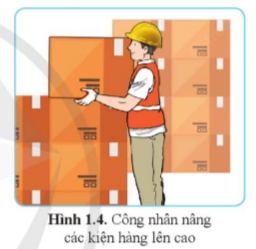 Hình 1.4. Công nhân nâng
các kiện hàng lên cao